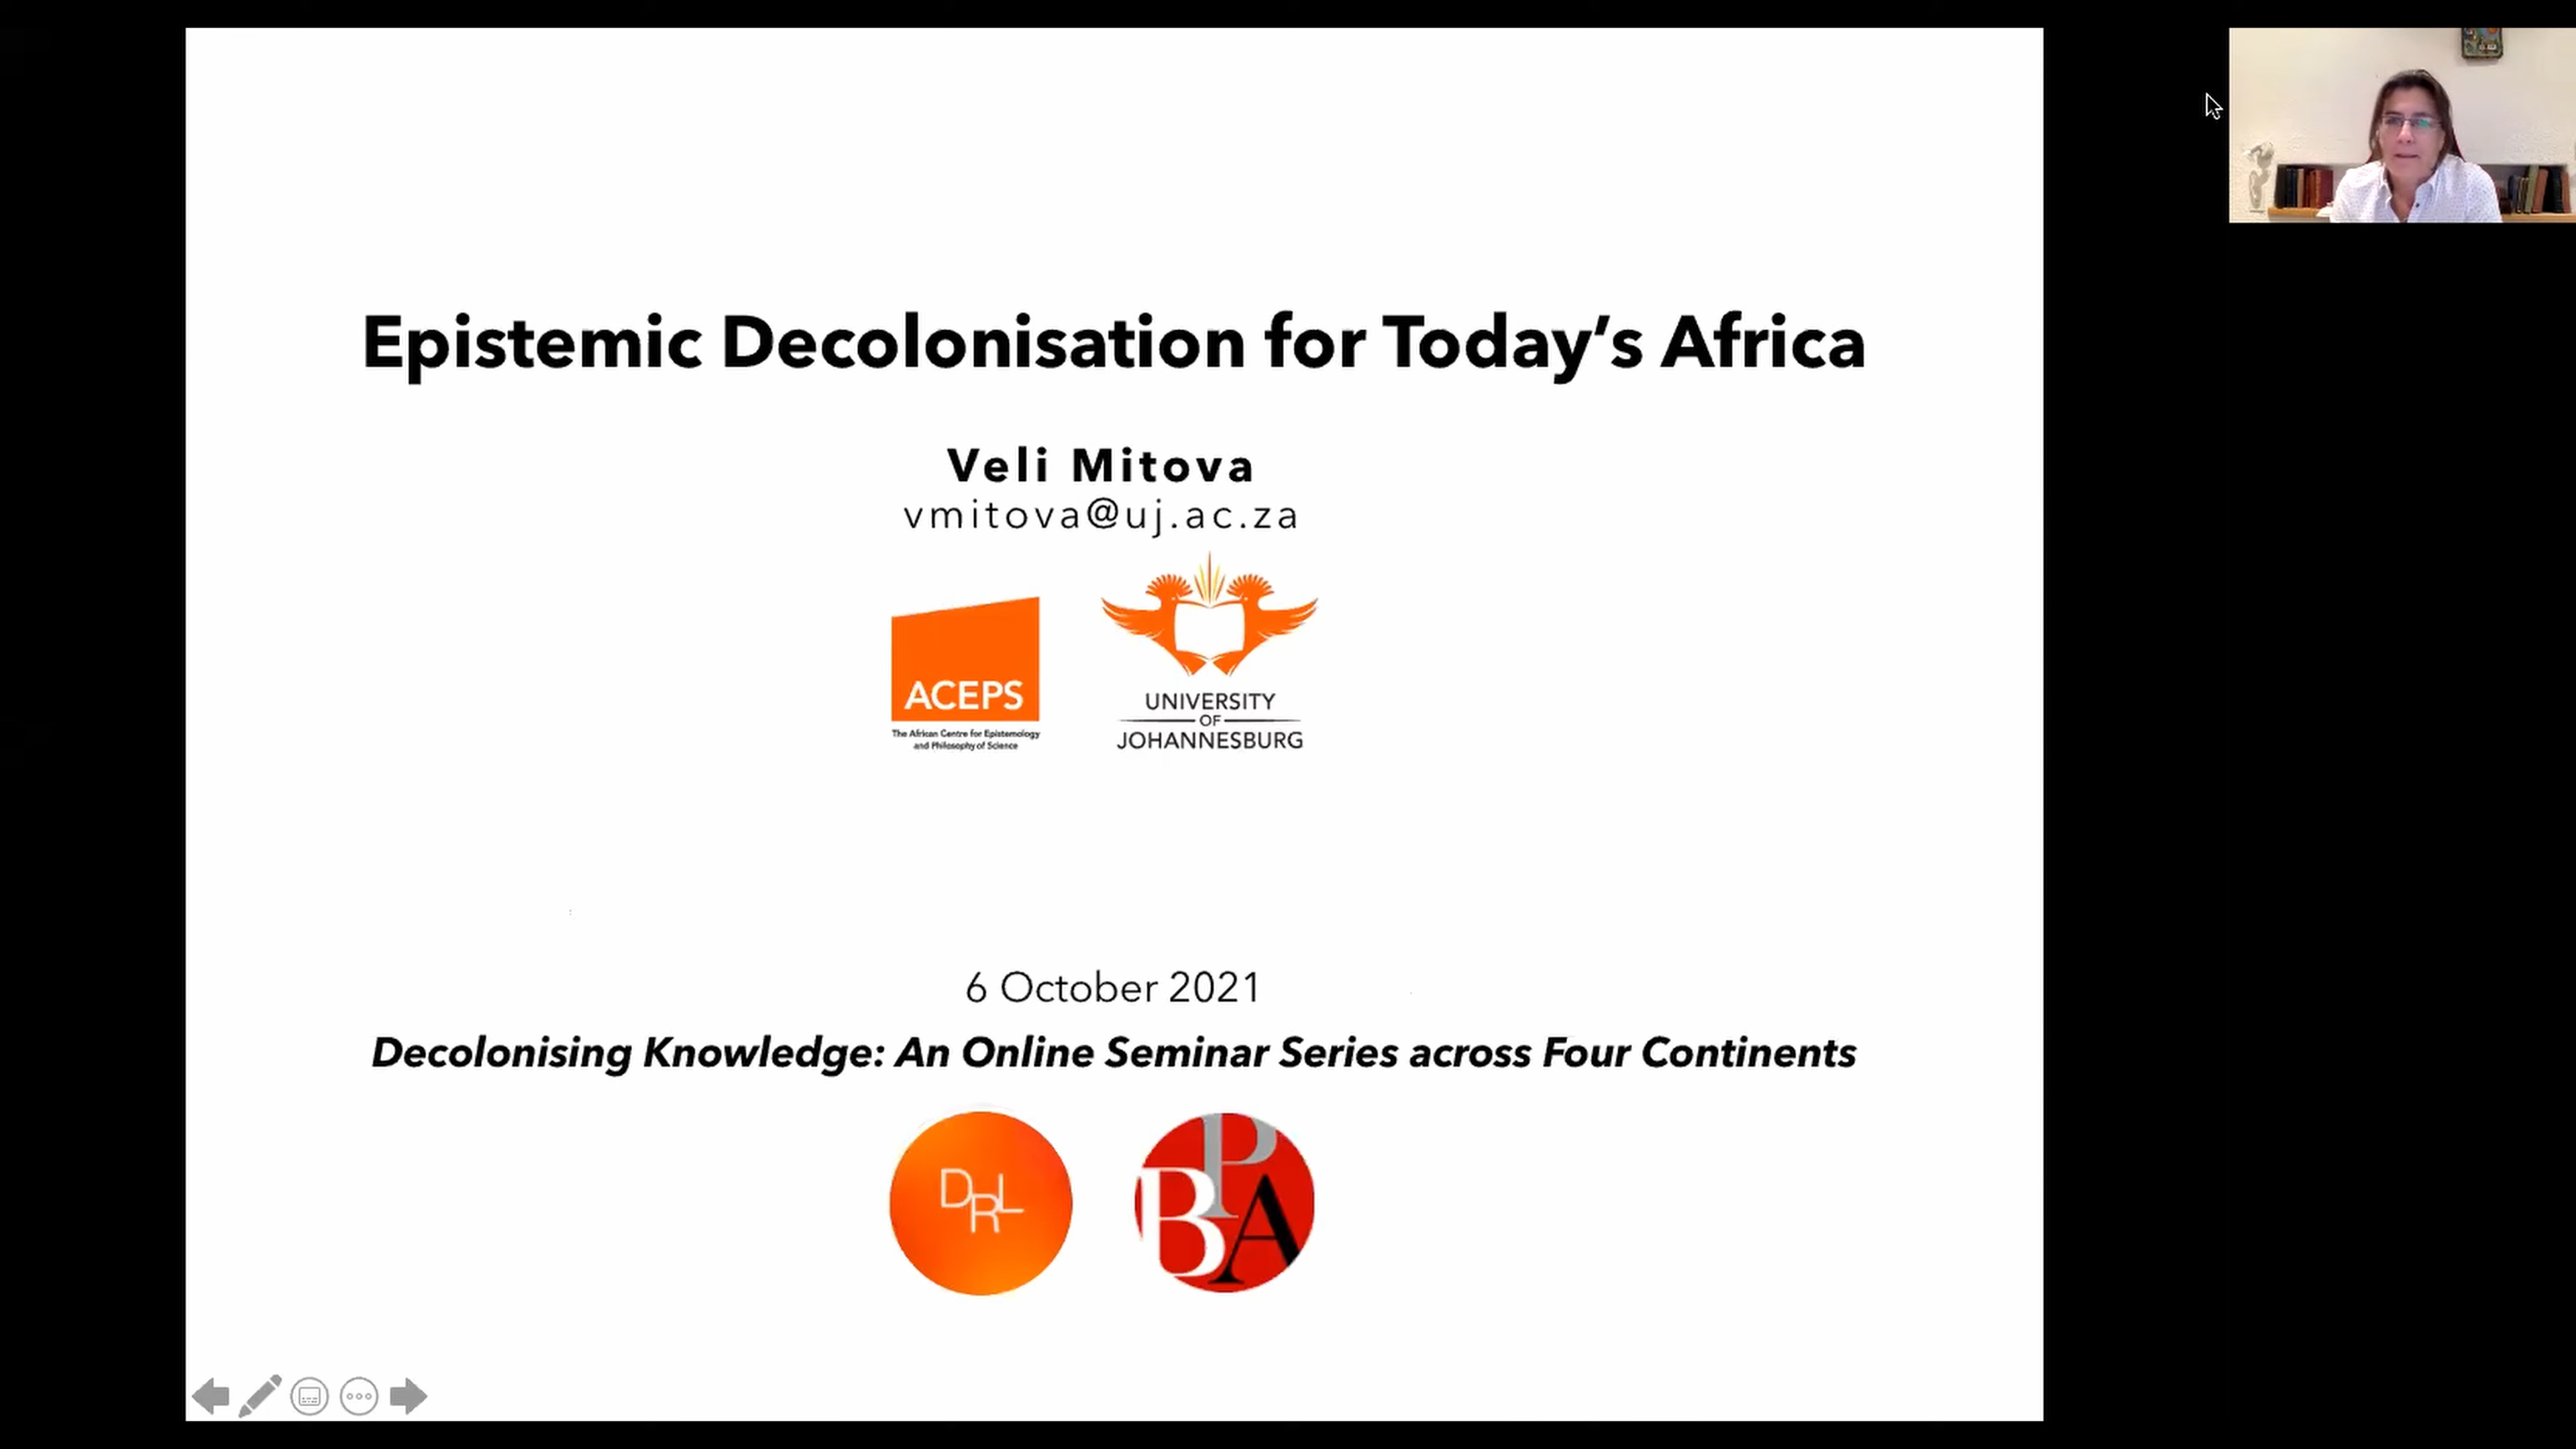 Epistemic Decolonisation for Today’s Africa
Veli Mitova
vmitova@uj.ac.za
ACEPS
The African Centre for Epistemology
and Philosophy of Science
UNIVERSITY
OF
JOHANNESBURG
6 October 2021
Decolonising Knowledge: An Online Seminar Series across Four Continents
DRL
BPA